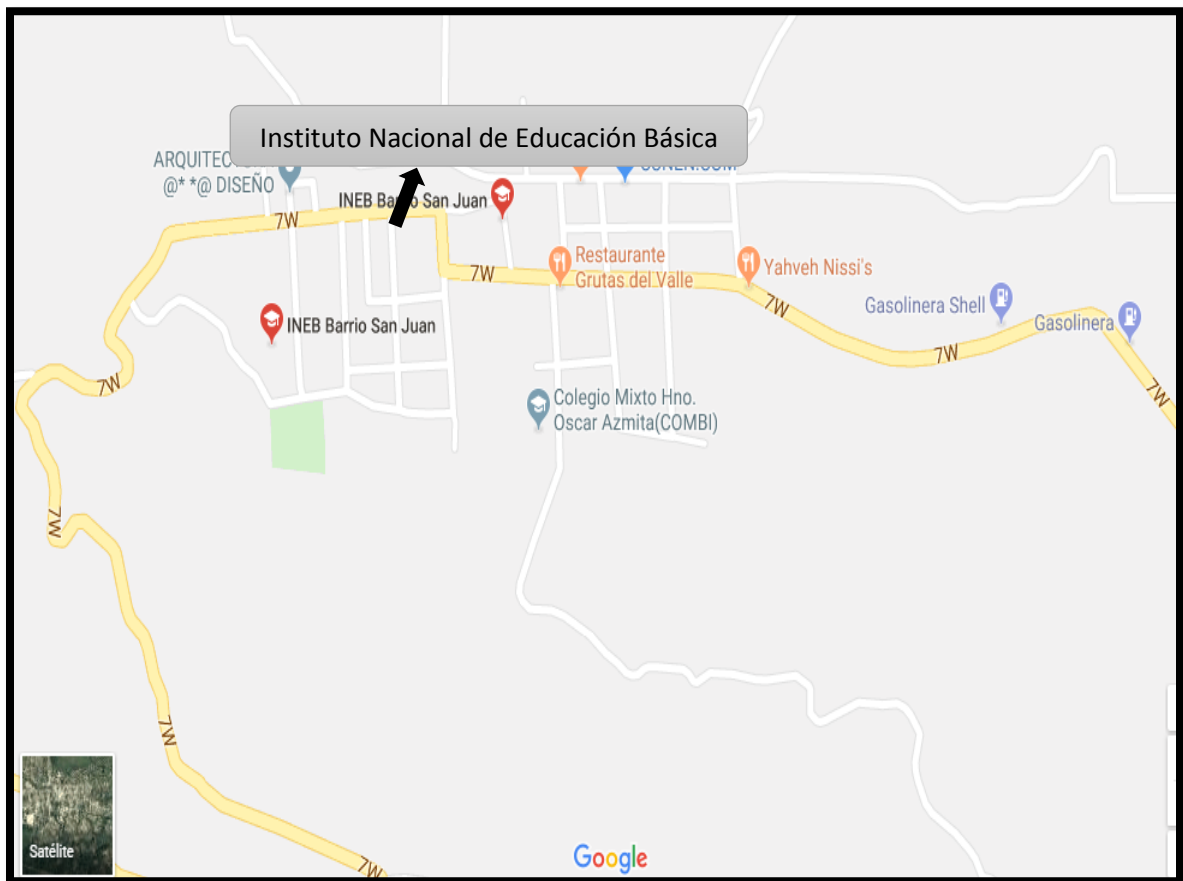 Instituto Nacional de Educación Básica
@* *@ DISEÑO
INEB Barrio San Juan
7W
7W
Restaurante
Grutas del Valle
Yahveh Nissi's
7W
Gasolinera Shell
Gasolinera
7W
7W
INEB Barrio San Juan
7W
Colegio Mixto Hno.
Oscar Azmita(COMBI)
7W
7W
7W
Satélite
Google